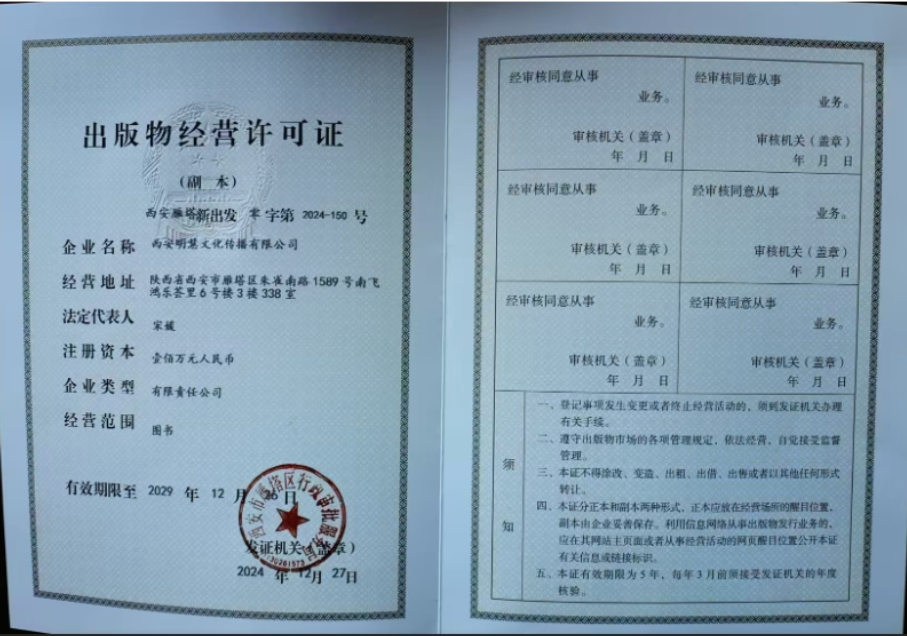 出版物经营许可证
（副 本）
西安雁塔新出发 零 字第 2024-150 号
企业名称 西安明慧文化传播有限公司
经营地址 陕西省西安市雁塔区朱雀南路1589号南飞
鸿乐荟里6号楼3楼338室
法定代表人 宋媛
注册资本 壹佰万元人民币
企业类型 有限责任公司
经营范围 图书
有效期限至 2029 年 12 月 26 日
西安市雁塔区行政审批服务局
发证机关（盖章）
2024 年 12 月 27 日
经审核同意从事
业务。
审核机关（盖章）
年 月 日
经审核同意从事
业务。
审核机关（盖章）
年 月 日
经审核同意从事
业务。
审核机关（盖章）
年 月 日
经审核同意从事
业务。
审核机关（盖章）
年 月 日
经审核同意从事
业务。
审核机关（盖章）
年 月 日
经审核同意从事
业务。
审核机关（盖章）
年 月 日
须知
一、登记事项发生变更或者终止经营活动的，须到发证机关办理
有关手续。
二、遵守出版物市场的各项管理规定，依法经营、自觉接受监督
管理。
三、本证不得涂改、变造、出租、出借、出售或者以其他任何形式
转让。
四、本证分正本和副本两种形式，正本应放在经营场所的醒目位置，
副本由企业妥善保存。利用信息网络从事出版物发行业务的，
应在其网站主页面或者从事经营活动的网页醒目位置公开本证
有关信息或链接标识。
五、本证有效期限为5年，每年3月前须接受发证机关的年度
核验。